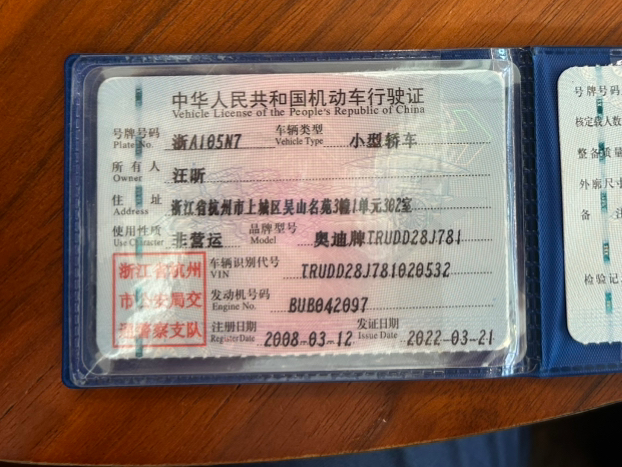 中华人民共和国机动车行驶证
Vehicle License of the People's Republic of China
号牌号码 浙A105N7 车辆类型 小型轿车
Plate No. Vehicle Type
所有人 汪昕
Owner
住址 浙江省杭州市上城区吴山名苑3幢1单元302室
Address
使用性质 非营运 品牌型号 奥迪牌TRUDD28J781
Use Character Model
浙江省杭州
市公安局交
通警察支队
车辆识别代号 TRUDD28J781020532
VIN
发动机号码 BUB042097
Engine No.
注册日期 2008-03-12 发证日期 2022-03-21
Register Date Issue Date
号牌号码
核定载人数
整备质量
外廓尺寸
备
检验记